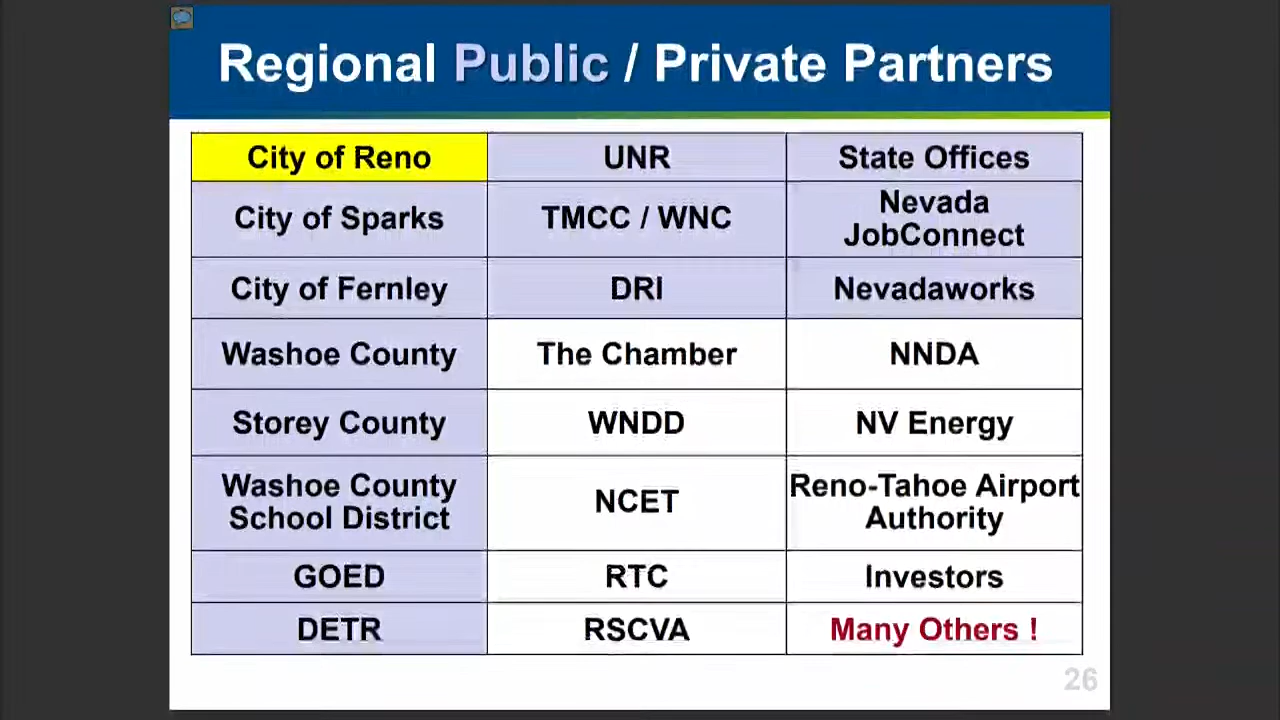 Regional Public / Private Partners
City of Reno
UNR
State Offices
City of Sparks
TMCC / WNC
Nevada
JobConnect
City of Fernley
DRI
Nevadaworks
Washoe County
The Chamber
NNDA
Storey County
WNDD
NV Energy
Washoe County
School District
NCET
Reno-Tahoe Airport
Authority
GOED
RTC
Investors
DETR
RSCVA
Many Others !
26